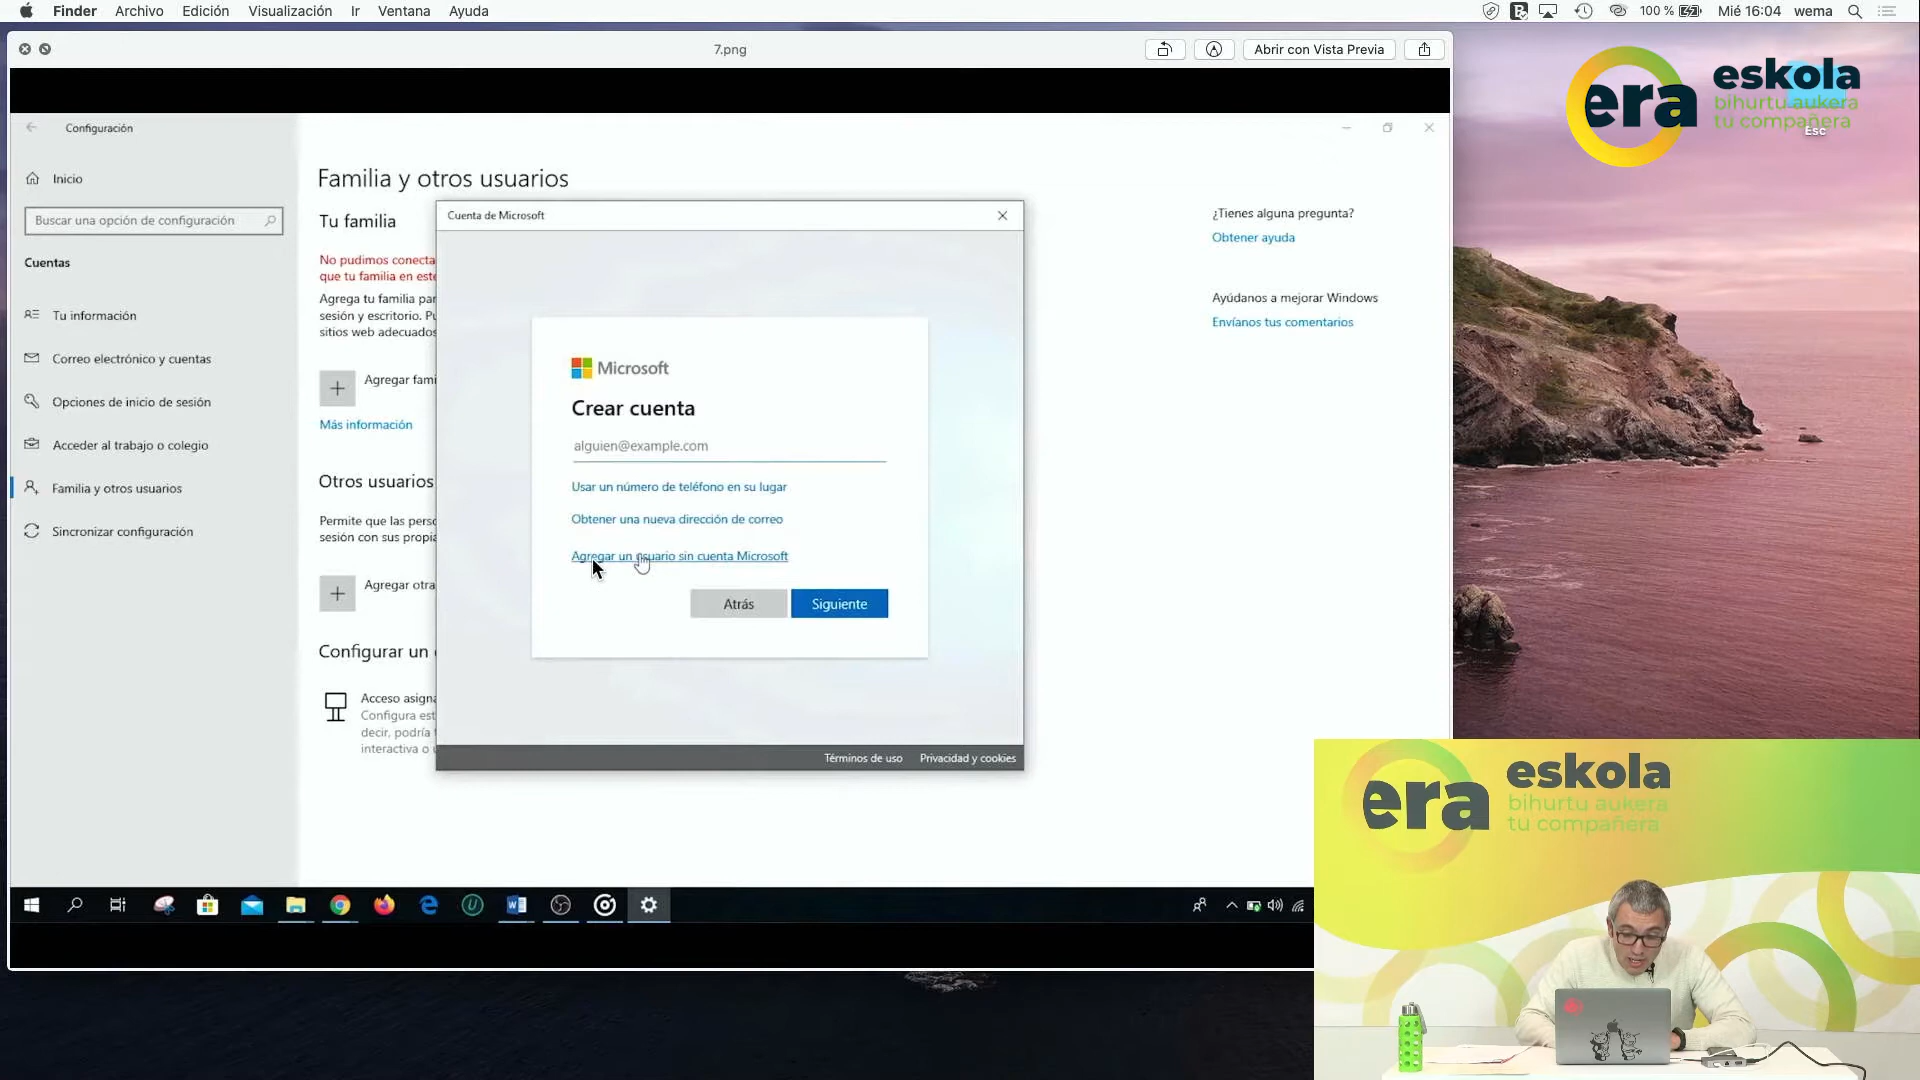 Finder Archivo Edición Visualización Ir Ventana Ayuda
100 % Mié 16:04 wema
7.png
Abrir con Vista Previa
era eskola
bihurtu aukera
tu compañera
Esc
Configuración
Inicio
Buscar una opción de configuración
Cuentas
Tu información
Correo electrónico y cuentas
Opciones de inicio de sesión
Acceder al trabajo o colegio
Familia y otros usuarios
Sincronizar configuración
Familia y otros usuarios
Tu familia
No pudimos conecta
que tu familia en este
Agrega tu familia par
sesión y escritorio. Pu
sitios web adecuados
Agregar fami
Más información
Otros usuarios
Permite que las perso
sesión con sus propia
Agregar otra
Configurar un
Acceso asigna
Configura est
decir, podría
interactiva o
Cuenta de Microsoft
Microsoft
Crear cuenta
alguien@example.com
Usar un número de teléfono en su lugar
Obtener una nueva dirección de correo
Agregar un usuario sin cuenta Microsoft
Atrás Siguiente
Términos de uso Privacidad y cookies
¿Tienes alguna pregunta?
Obtener ayuda
Ayúdanos a mejorar Windows
Envíanos tus comentarios
era eskola
bihurtu aukera
tu compañera